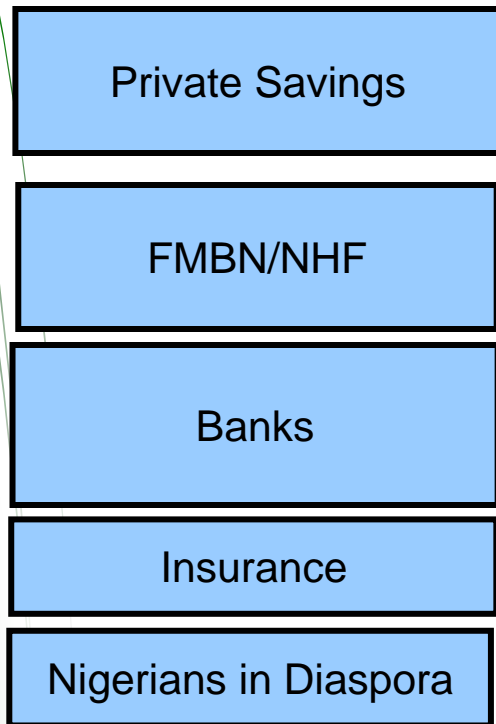 Private Savings
FMBN/NHF
Banks
Insurance
Nigerians in Diaspora